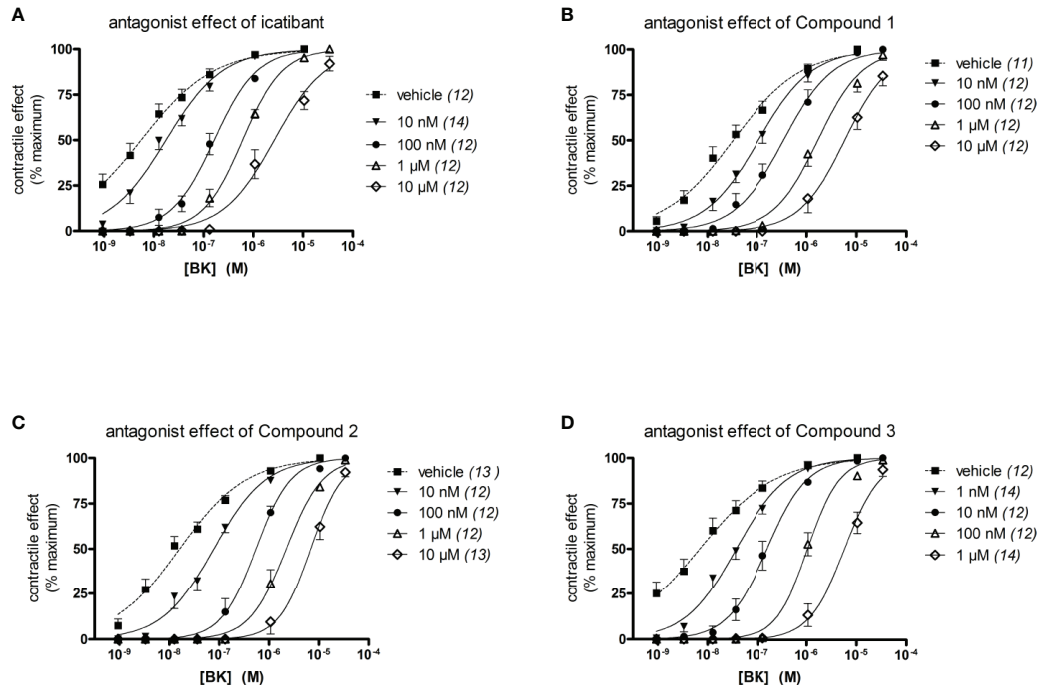 A
antagonist effect of icatibant
contractile effect
(% maximum)
100
75
50
25
0
10-9
10-8
10-7
10-6
10-5
10-4
[BK] (M)
vehicle (12)
10 nM (14)
100 nM (12)
1 µM (12)
10 µM (12)
B
antagonist effect of Compound 1
contractile effect
(% maximum)
100
75
50
25
0
10-9
10-8
10-7
10-6
10-5
10-4
[BK] (M)
vehicle (11)
10 nM (12)
100 nM (12)
1 µM (12)
10 µM (12)
C
antagonist effect of Compound 2
contractile effect
(% maximum)
100
75
50
25
0
10-9
10-8
10-7
10-6
10-5
10-4
[BK] (M)
vehicle (13 )
10 nM (12)
100 nM (12)
1 µM (12)
10 µM (13)
D
antagonist effect of Compound 3
contractile effect
(% maximum)
100
75
50
25
0
10-9
10-8
10-7
10-6
10-5
10-4
[BK] (M)
vehicle (12)
1 nM (14)
10 nM (12)
100 nM (12)
1 µM (14)